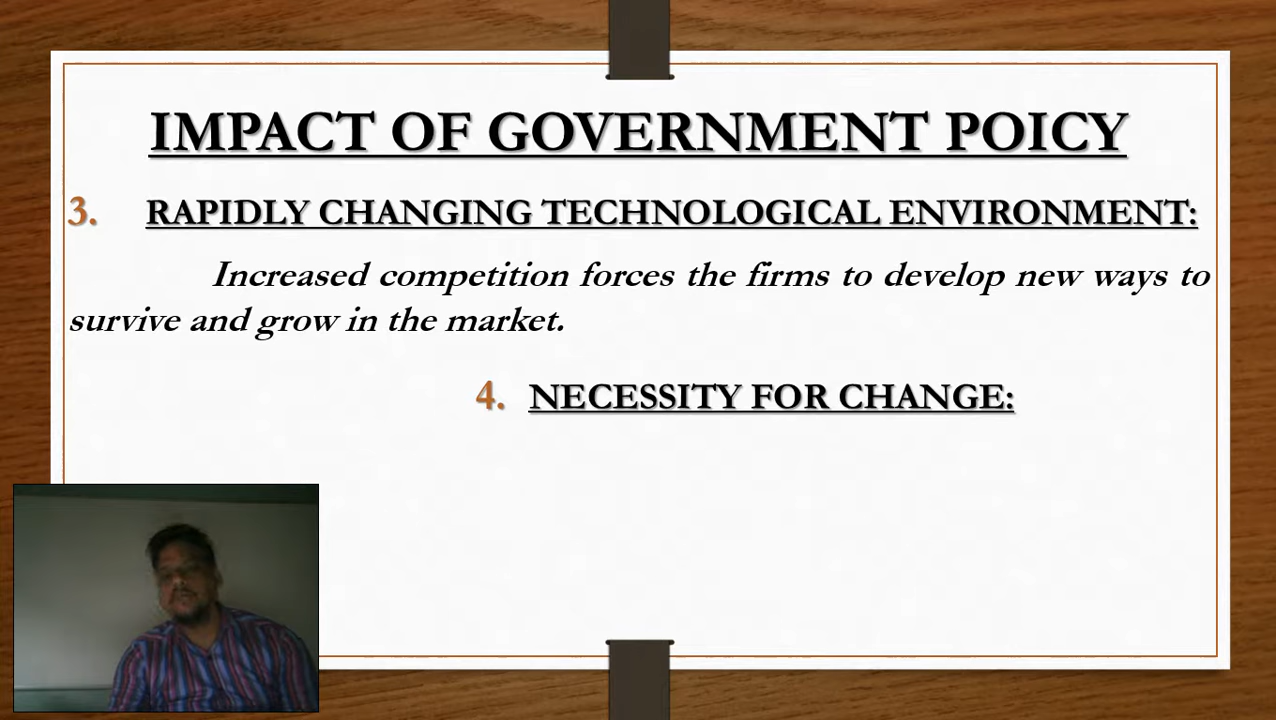 IMPACT OF GOVERNMENT POICY
3. RAPIDLY CHANGING TECHNOLOGICAL ENVIRONMENT:
Increased competition forces the firms to develop new ways to
survive and grow in the market.
4. NECESSITY FOR CHANGE: